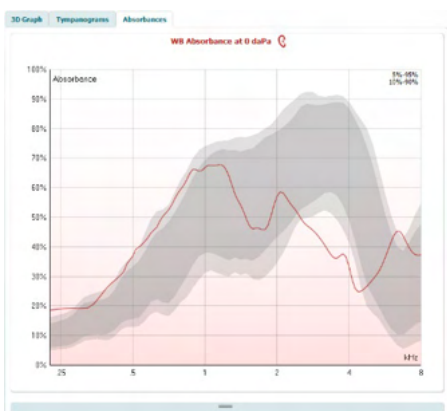 3D Graph Tympanograms Absorbances
WB Absorbance at 0 daPa
100% Absorbance 5%-95%
10%-90%
90%
80%
70%
60%
50%
40%
30%
20%
10%
0% kHz
.25 .5 1 2 4 8